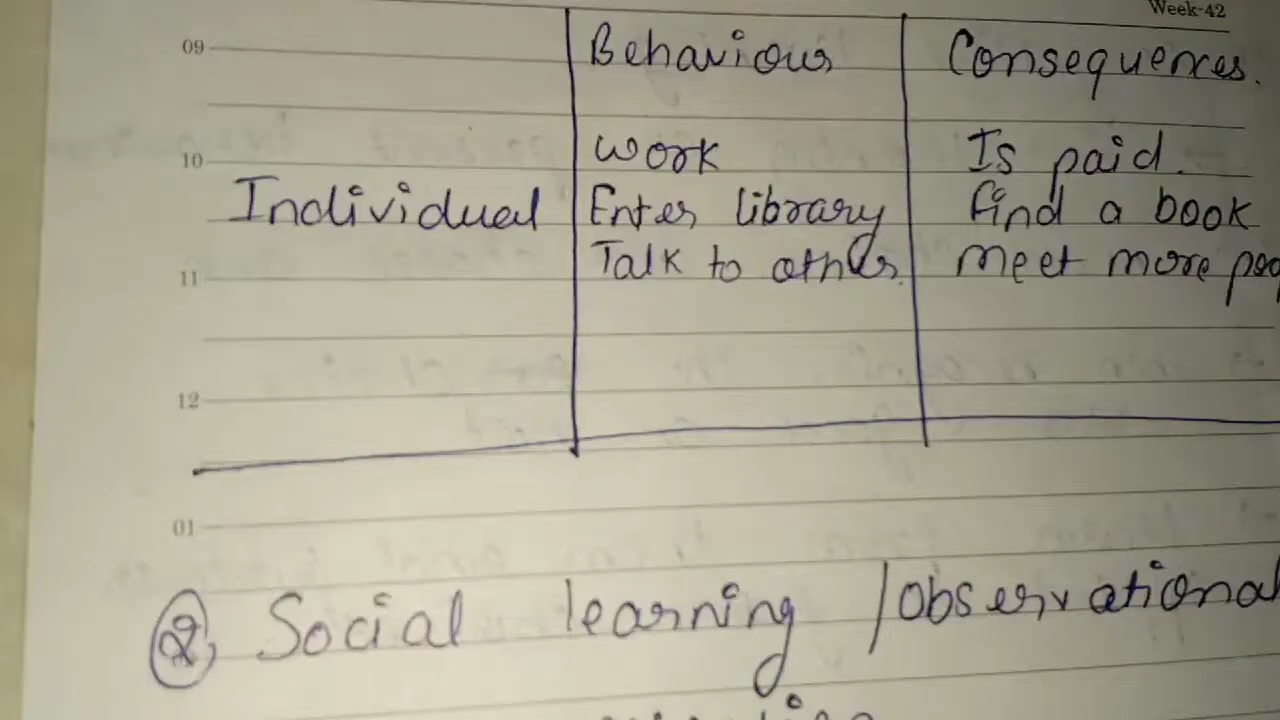 Week-42
09 Behaviour Consequences.
10 work Is paid.
Individual Enter library find a book
11 Talk to others. meet more
12
01
2, Social learning / observational